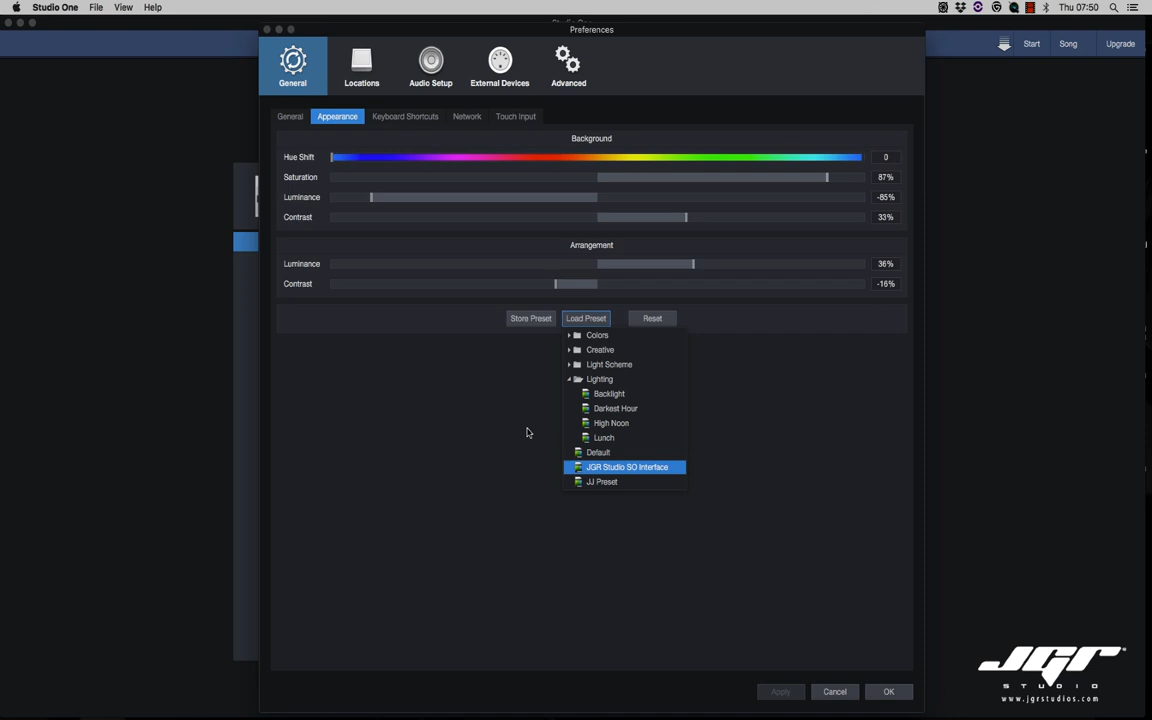 Studio One File View Help Thu 07:50
Preferences
Start Song Upgrade
General Locations Audio Setup External Devices Advanced
General Appearance Keyboard Shortcuts Network Touch Input
Background
Hue Shift 0
Saturation 87%
Luminance -85%
Contrast 33%
Arrangement
Luminance 36%
Contrast -16%
Store Preset Load Preset Reset
Colors
Creative
Light Scheme
Lighting
Backlight
Darkest Hour
High Noon
Lunch
Default
JGR Studio SO Interface
JJ Preset
JGR
STUDIO
www.jgrstudios.com
Apply Cancel OK